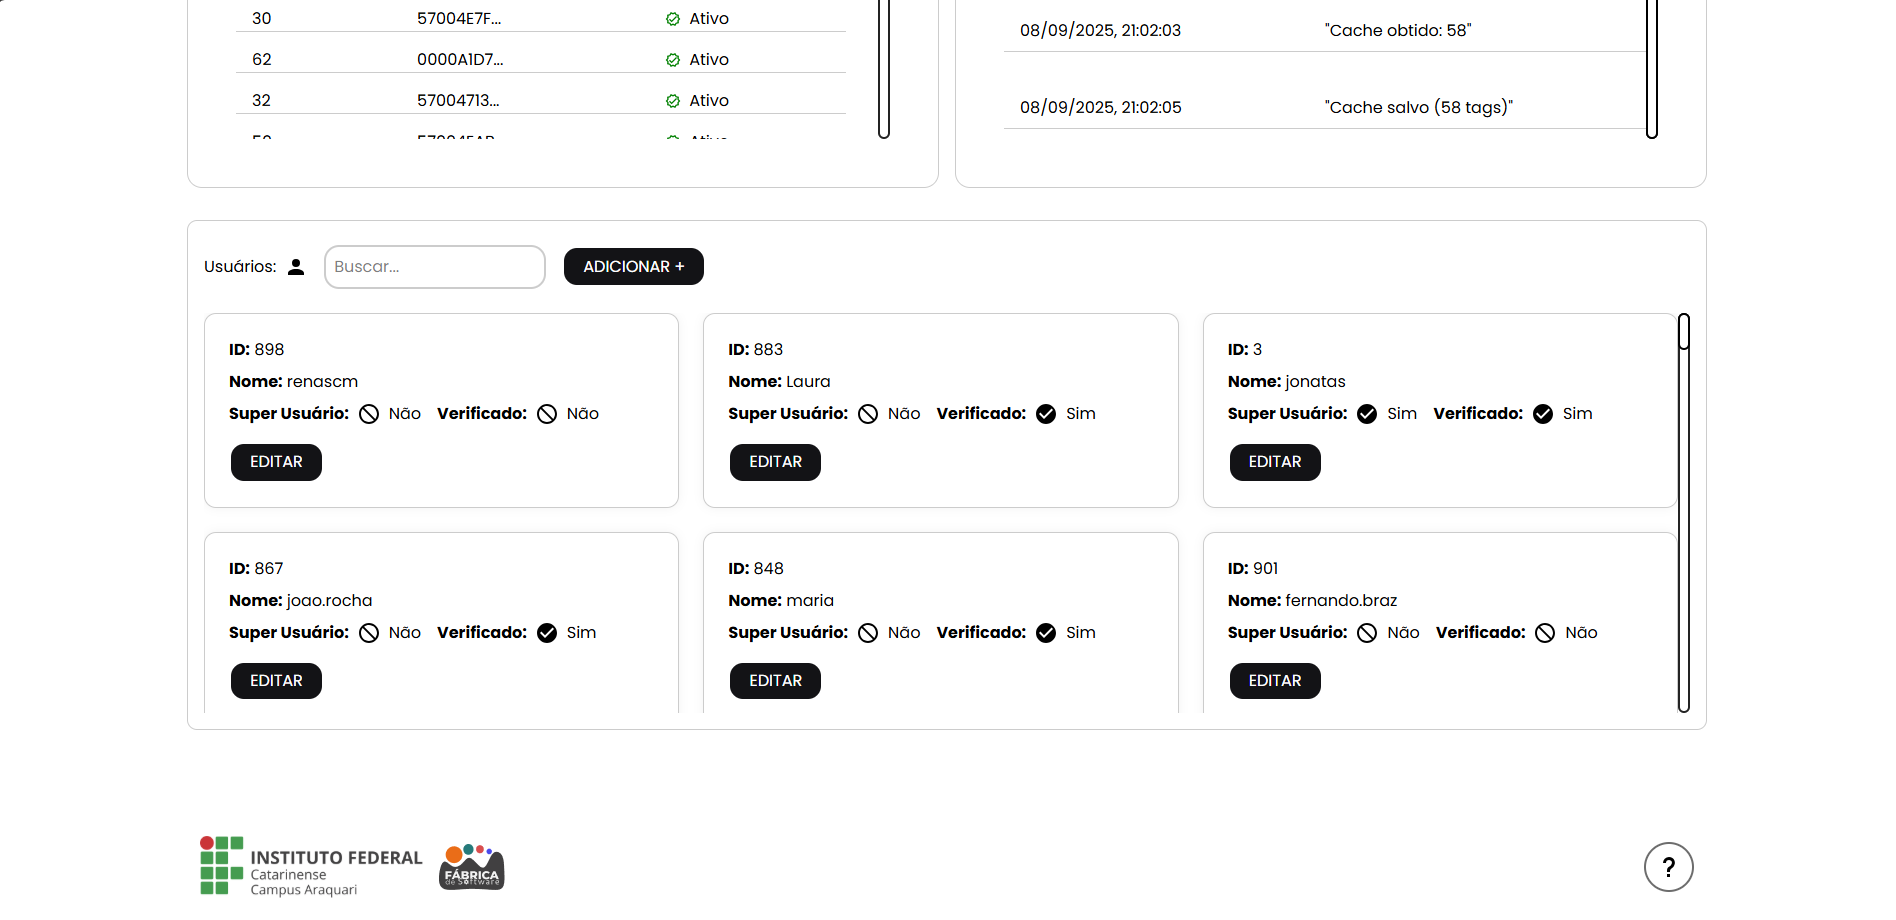 30 57004E7F... Ativo
62 0000A1D7... Ativo
32 57004713... Ativo
08/09/2025, 21:02:03 "Cache obtido: 58"
08/09/2025, 21:02:05 "Cache salvo (58 tags)"
Usuários: Buscar... ADICIONAR +
ID: 898
Nome: renascm
Super Usuário: Não Verificado: Não
EDITAR
ID: 883
Nome: Laura
Super Usuário: Não Verificado: Sim
EDITAR
ID: 3
Nome: jonatas
Super Usuário: Sim Verificado: Sim
EDITAR
ID: 867
Nome: joao.rocha
Super Usuário: Não Verificado: Sim
EDITAR
ID: 848
Nome: maria
Super Usuário: Não Verificado: Sim
EDITAR
ID: 901
Nome: fernando.braz
Super Usuário: Não Verificado: Não
EDITAR
INSTITUTO FEDERAL
Catarinense
Campus Araquari
FÁBRICA
de Software
?